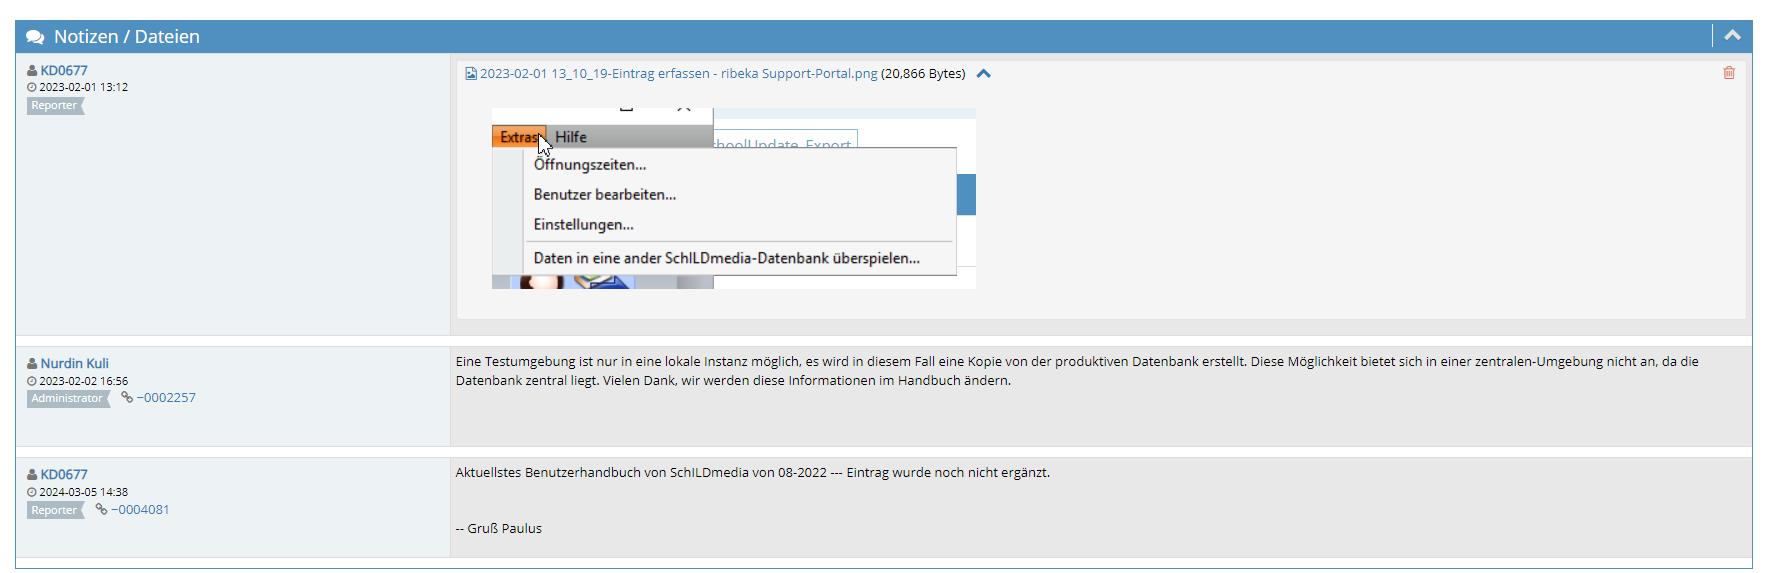 Notizen / Dateien
KD0677
2023-02-01 13:12
Reporter
2023-02-01 13_10_19-Eintrag erfassen - ribeka Support-Portal.png (20,866 Bytes)
Extras Hilfe
hoolUpdate_Export
Öffnungszeiten...
Benutzer bearbeiten...
Einstellungen...
Daten in eine ander SchILDmedia-Datenbank überspielen...
Nurdin Kuli
2023-02-02 16:56
Administrator −0002257
Eine Testumgebung ist nur in eine lokale Instanz möglich, es wird in diesem Fall eine Kopie von der produktiven Datenbank erstellt. Diese Möglichkeit bietet sich in einer zentralen-Umgebung nicht an, da die
Datenbank zentral liegt. Vielen Dank, wir werden diese Informationen im Handbuch ändern.
KD0677
2024-03-05 14:38
Reporter −0004081
Aktuellstes Benutzerhandbuch von SchILDmedia von 08-2022 --- Eintrag wurde noch nicht ergänzt.
-- Gruß Paulus